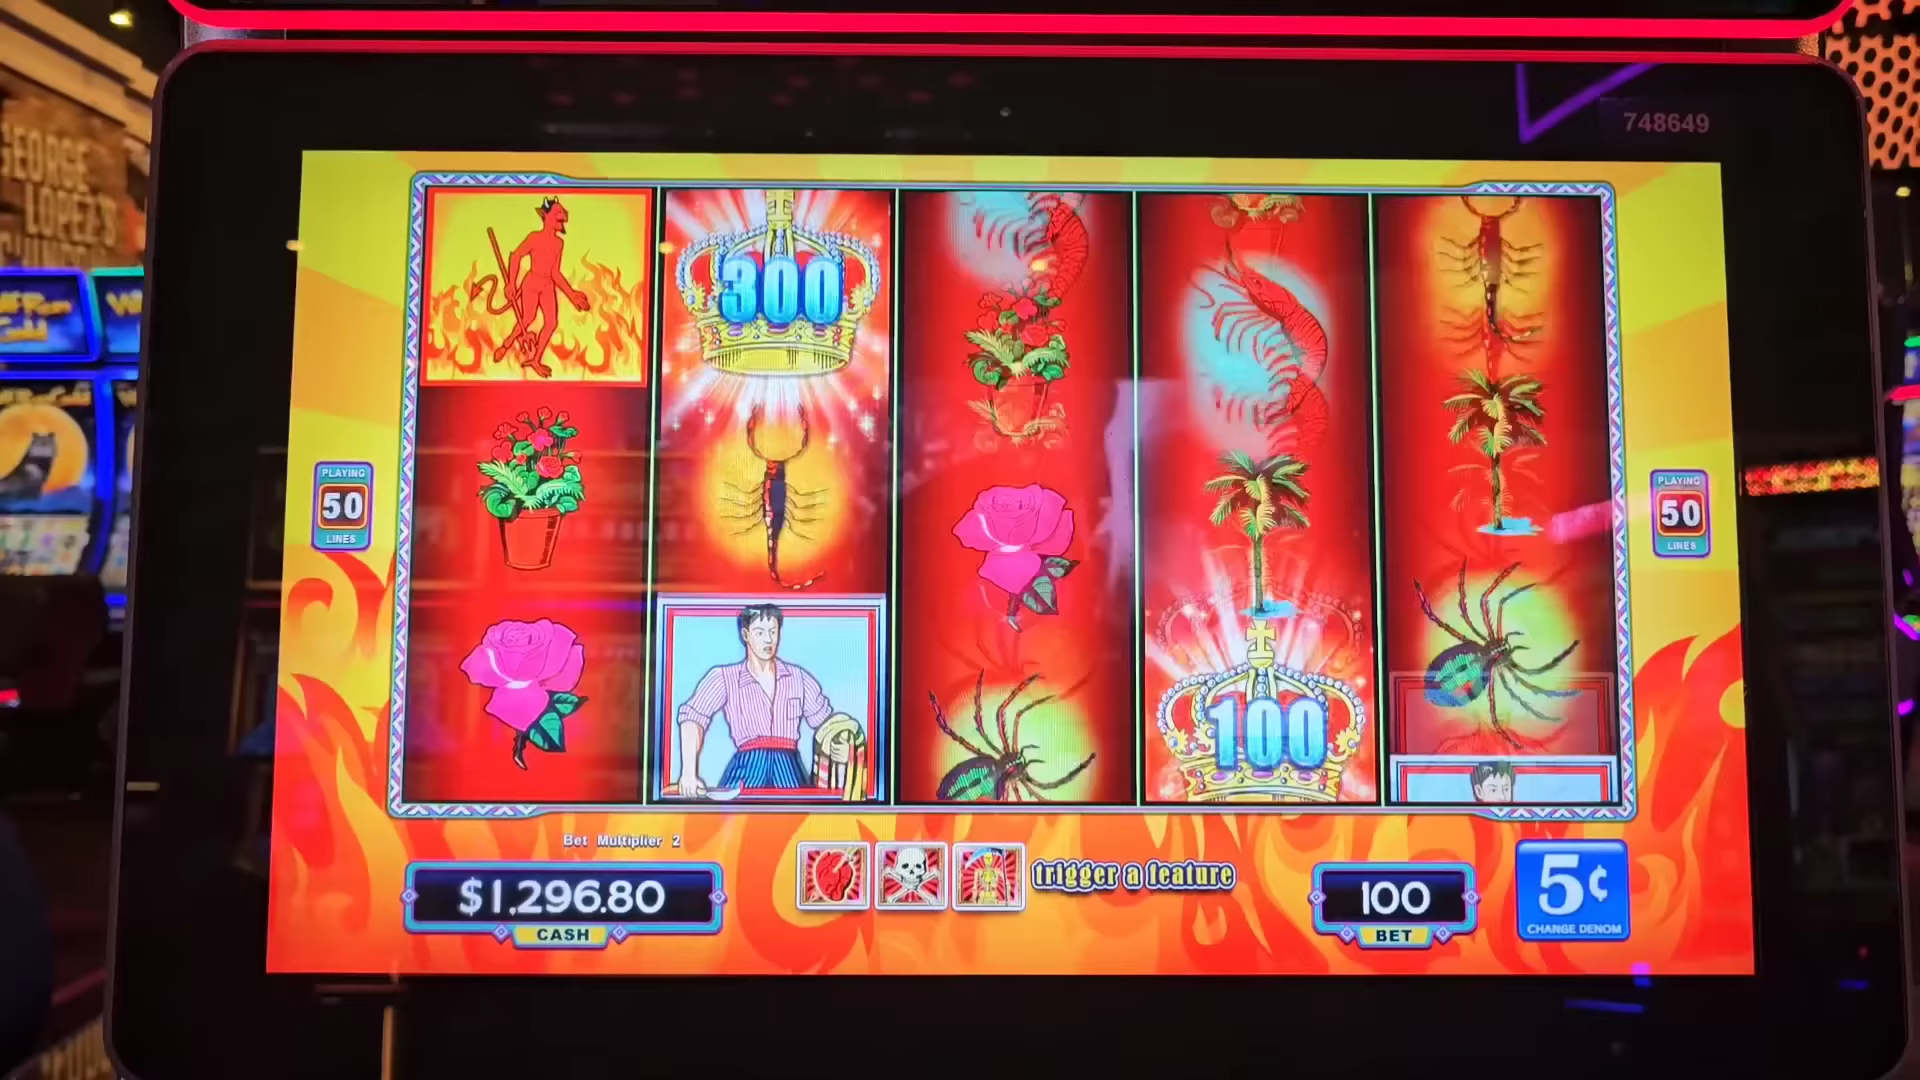 748649
GEORGE
LOPEZ'S
300
PLAYING
50
LINES
PLAYING
50
LINES
100
Bet Multiplier 2
$1,296.80
CASH
trigger a feature
100
BET
5¢
CHANGE DENOM